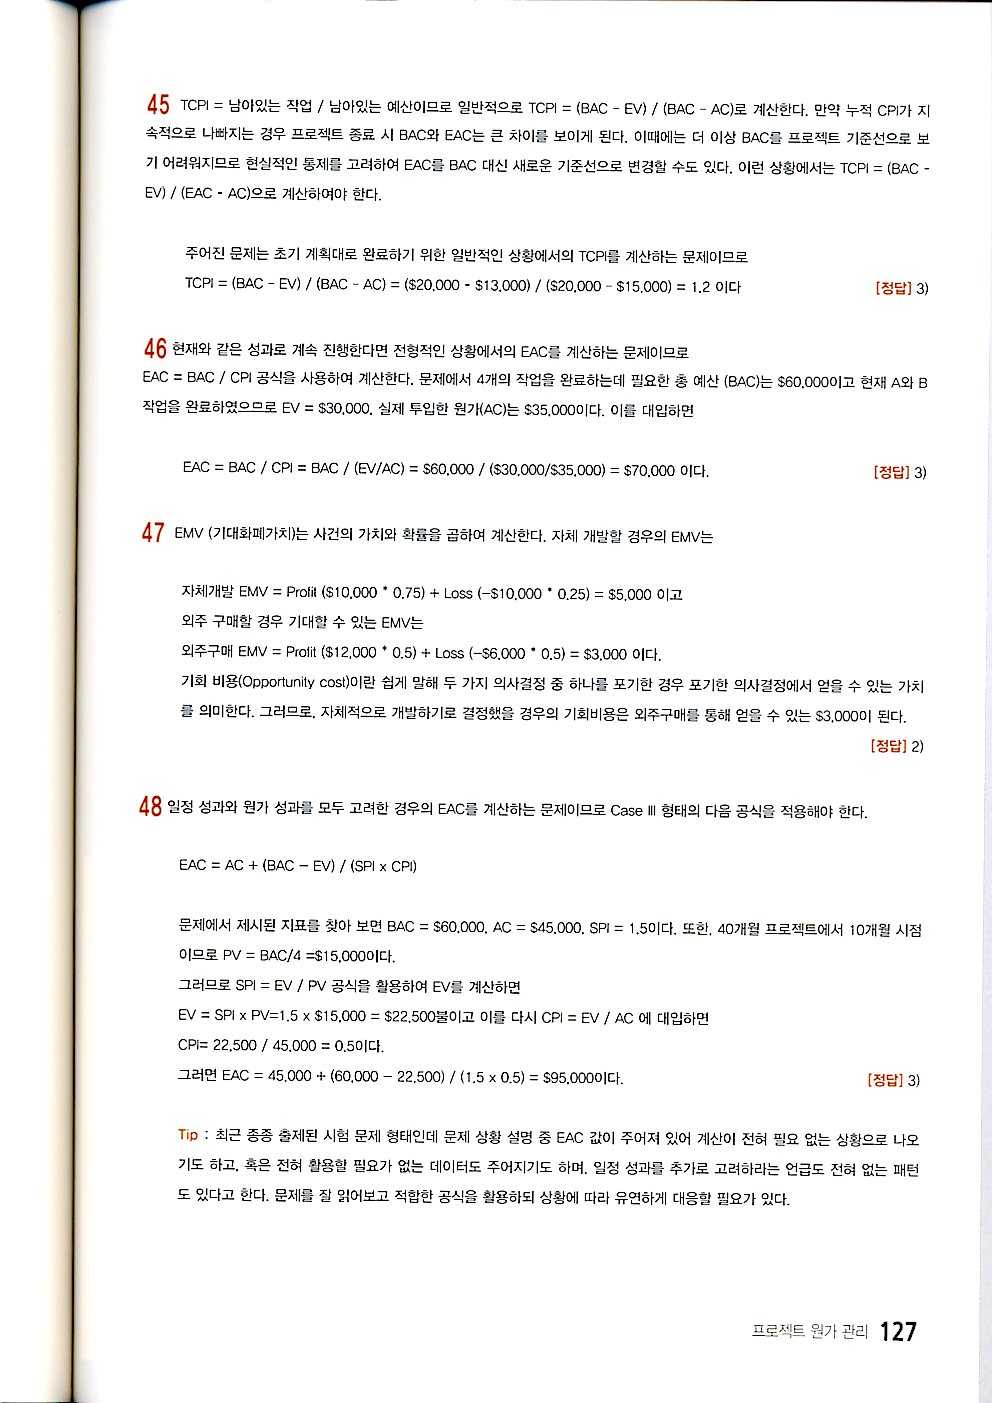 45 TCPI = 남아있는 작업 / 남아있는 예산이므로 일반적으로 TCPI = (BAC - EV) / (BAC - AC)로 계산한다. 만약 누적 CPI가 지
속적으로 나빠지는 경우 프로젝트 종료 시 BAC와 EAC는 큰 차이를 보이게 된다. 이때에는 더 이상 BAC를 프로젝트 기준선으로 보
기 어려워지므로 현실적인 통제를 고려하여 EAC를 BAC 대신 새로운 기준선으로 변경할 수도 있다. 이런 상황에서는 TCPI = (BAC -
EV) / (EAC - AC)으로 계산하여야 한다.
주어진 문제는 초기 계획대로 완료하기 위한 일반적인 상황에서의 TCPI를 계산하는 문제이므로
TCPI = (BAC - EV) / (BAC - AC) = ($20,000 - $13,000) / ($20,000 - $15,000) = 1.2 이다 [정답] 3)
46 현재와 같은 성과로 계속 진행한다면 전형적인 상황에서의 EAC를 계산하는 문제이므로
EAC = BAC / CPI 공식을 사용하여 계산한다. 문제에서 4개의 작업을 완료하는데 필요한 총 예산 (BAC)는 $60,000이고 현재 A와 B
작업을 완료하였으므로 EV = $30,000, 실제 투입한 원가(AC)는 $35,000이다. 이를 대입하면
EAC = BAC / CPI = BAC / (EV/AC) = $60,000 / ($30,000/$35,000) = $70,000 이다. [정답] 3)
47 EMV (기대화폐가치)는 사건의 가치와 확률을 곱하여 계산한다. 자체 개발할 경우의 EMV는
자체개발 EMV = Profit ($10,000 * 0.75) + Loss (-$10,000 * 0.25) = $5,000 이고
외주 구매할 경우 기대할 수 있는 EMV는
외주구매 EMV = Profit ($12,000 * 0.5) + Loss (-$6,000 * 0.5) = $3,000 이다.
기회 비용(Opportunity cost)이란 쉽게 말해 두 가지 의사결정 중 하나를 포기한 경우 포기한 의사결정에서 얻을 수 있는 가치
를 의미한다. 그러므로, 자체적으로 개발하기로 결정했을 경우의 기회비용은 외주구매를 통해 얻을 수 있는 $3,000이 된다.
[정답] 2)
48 일정 성과와 원가 성과를 모두 고려한 경우의 EAC를 계산하는 문제이므로 Case III 형태의 다음 공식을 적용해야 한다.
EAC = AC + (BAC - EV) / (SPI x CPI)
문제에서 제시된 지표를 찾아 보면 BAC = $60,000, AC = $45,000, SPI = 1.5이다. 또한, 40개월 프로젝트에서 10개월 시점
이므로 PV = BAC/4 =$15,000이다.
그러므로 SPI = EV / PV 공식을 활용하여 EV를 계산하면
EV = SPI x PV=1.5 x $15,000 = $22,500불이고 이를 다시 CPI = EV / AC 에 대입하면
CPI= 22,500 / 45,000 = 0.5이다.
그러면 EAC = 45,000 + (60,000 - 22,500) / (1.5 x 0.5) = $95,000이다. [정답] 3)
Tip : 최근 종종 출제된 시험 문제 형태인데 문제 상황 설명 중 EAC 값이 주어져 있어 계산이 전혀 필요 없는 상황으로 나오
기도 하고, 혹은 전혀 활용할 필요가 없는 데이터도 주어지기도 하며, 일정 성과를 추가로 고려하라는 언급도 전혀 없는 패턴
도 있다고 한다. 문제를 잘 읽어보고 적합한 공식을 활용하되 상황에 따라 유연하게 대응할 필요가 있다.
프로젝트 원가 관리 127